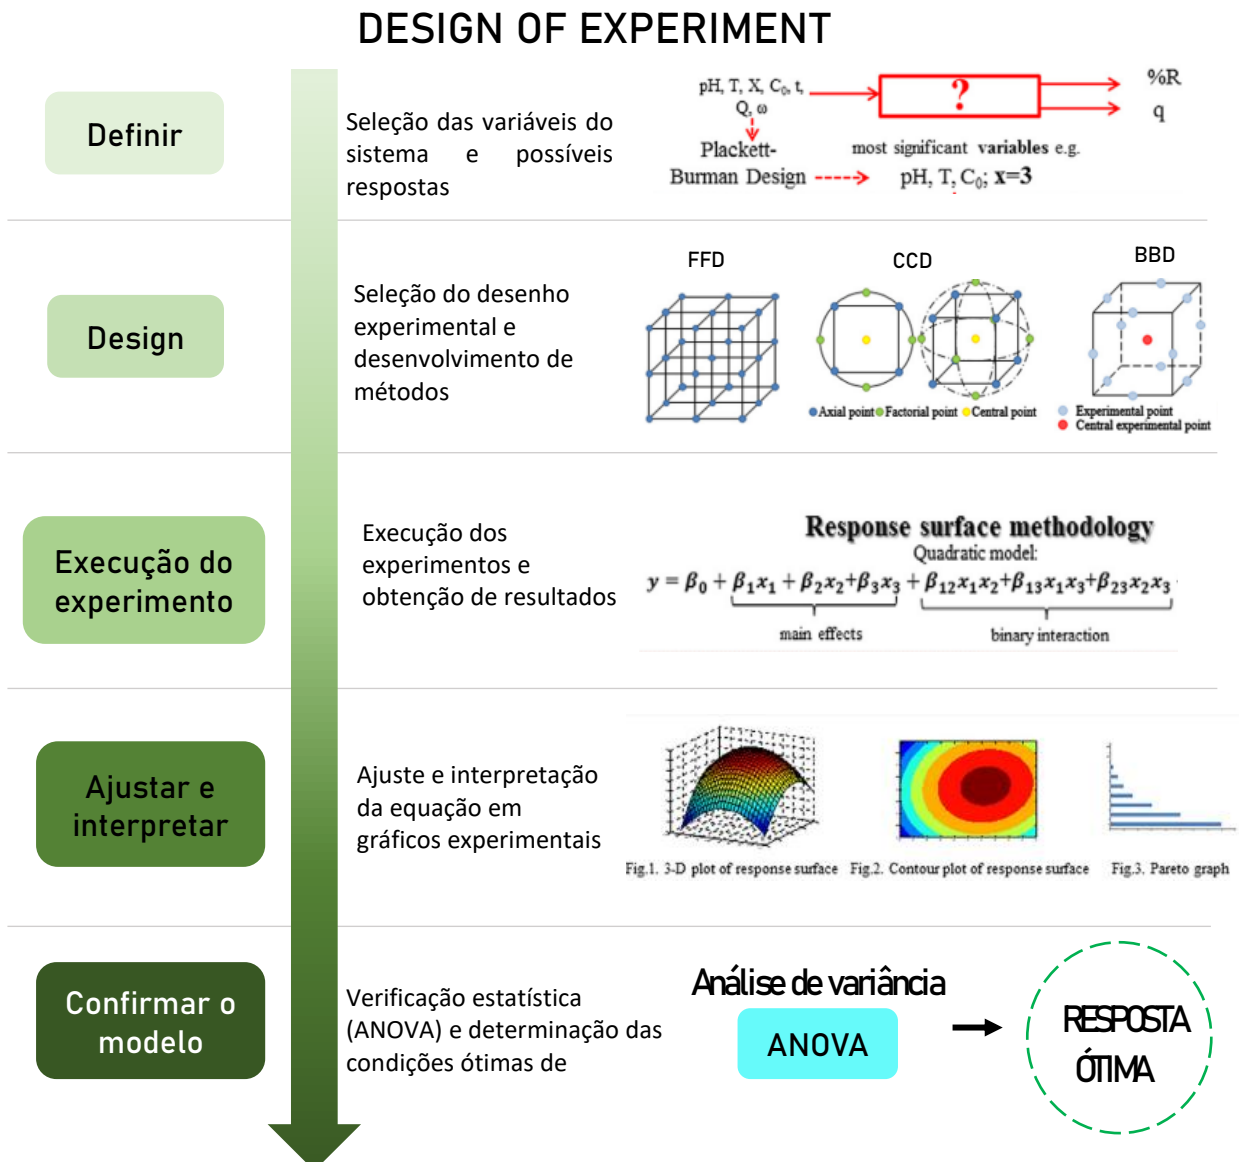 DESIGN OF EXPERIMENT
Definir
Seleção das variáveis do
sistema e possíveis
respostas
pH, T, X, C₀, t,
Q, ω
?
%R
q
Plackett-
Burman Design
most significant variables e.g.
pH, T, C₀; x=3
Design
Seleção do desenho
experimental e
desenvolvimento de
métodos
FFD
CCD
BBD
Axial point Factorial point Central point
Experimental point
Central experimental point
Execução do
experimento
Execução dos
experimentos e
obtenção de resultados
Response surface methodology
Quadratic model:
y = β₀ + β₁x₁ + β₂x₂+β₃x₃ + β₁₂x₁x₂+β₁₃x₁x₃+β₂₃x₂x₃
main effects
binary interaction
Ajustar e
interpretar
Ajuste e interpretação
da equação em
gráficos experimentais
Fig.1. 3-D plot of response surface
Fig.2. Contour plot of response surface
Fig.3. Pareto graph
Confirmar o
modelo
Verificação estatística
(ANOVA) e determinação das
condições ótimas de
Análise de variância
ANOVA
RESPOSTA
ÓTIMA